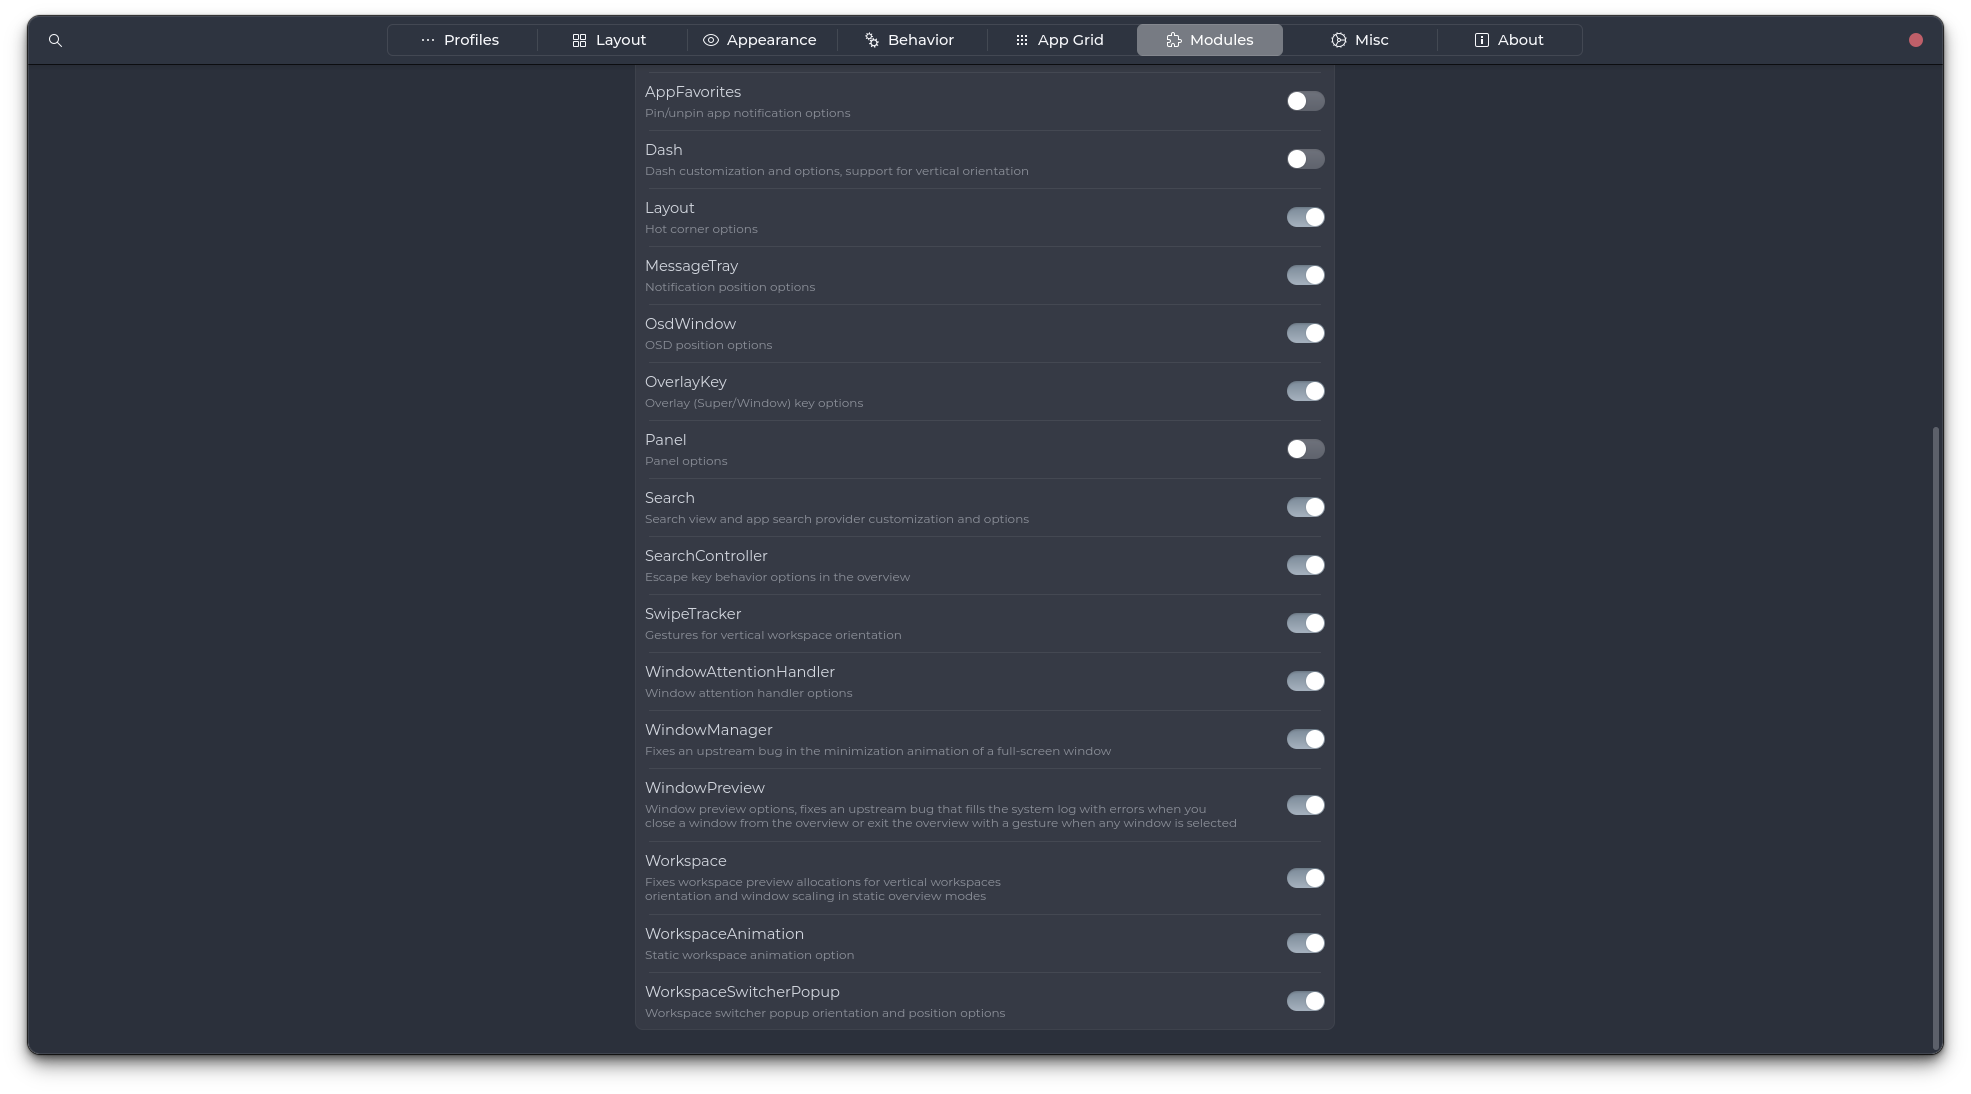 Profiles
Layout
Appearance
Behavior
App Grid
Modules
Misc
About
AppFavorites
Pin/unpin app notification options
Dash
Dash customization and options, support for vertical orientation
Layout
Hot corner options
MessageTray
Notification position options
OsdWindow
OSD position options
OverlayKey
Overlay (Super/Window) key options
Panel
Panel options
Search
Search view and app search provider customization and options
SearchController
Escape key behavior options in the overview
SwipeTracker
Gestures for vertical workspace orientation
WindowAttentionHandler
Window attention handler options
WindowManager
Fixes an upstream bug in the minimization animation of a full-screen window
WindowPreview
Window preview options, fixes an upstream bug that fills the system log with errors when you
close a window from the overview or exit the overview with a gesture when any window is selected
Workspace
Fixes workspace preview allocations for vertical workspaces
orientation and window scaling in static overview modes
WorkspaceAnimation
Static workspace animation option
WorkspaceSwitcherPopup
Workspace switcher popup orientation and position options